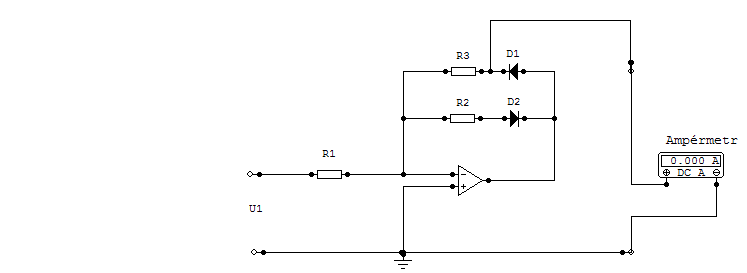 R3
D1
R2
D2
R1
Ampérmetr
0.000 A
DC A
U1